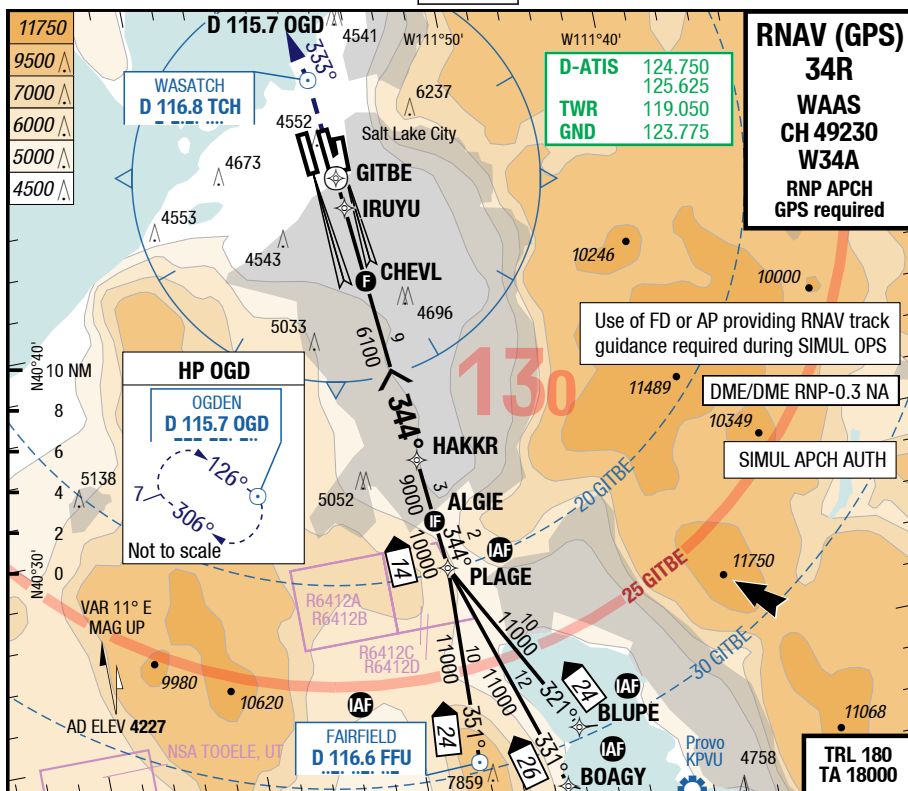 11750
9500
7000
6000
5000
4500
D 115.7 OGD
333°
4541
W111°50'
W111°40'
WASATCH
D 116.8 TCH
6237
4552
Salt Lake City
4673
GITBE
IRUYU
4553
4543
CHEVL
F
4696
5033
9
6100
D-ATIS 124.750
125.625
TWR 119.050
GND 123.775
RNAV (GPS)
34R
WAAS
CH 49230
W34A
RNP APCH
GPS required
10246
10000
Use of FD or AP providing RNAV track
guidance required during SIMUL OPS
11489
DME/DME RNP-0.3 NA
10349
SIMUL APCH AUTH
130
N40°40'
10 NM
8
6
4
2
0
N40°30'
HP OGD
OGDEN
D 115.7 OGD
126°
7
306°
Not to scale
5138
5052
344°
HAKKR
3
9000
ALGIE
IF
2
344°
10000
14
IAF
PLAGE
20 GITBE
25 GITBE
30 GITBE
11750
R6412A
R6412B
R6412C
R6412D
VAR 11° E
MAG UP
9980
10620
AD ELEV 4227
NSA TOOELE, UT
IAF
FAIRFIELD
D 116.6 FFU
10
11000
351°
24
7859
12
11000
331°
26
10
11000
321°
24
IAF
BLUPE
IAF
BOAGY
Provo
KPVU
4758
11068
TRL 180
TA 18000